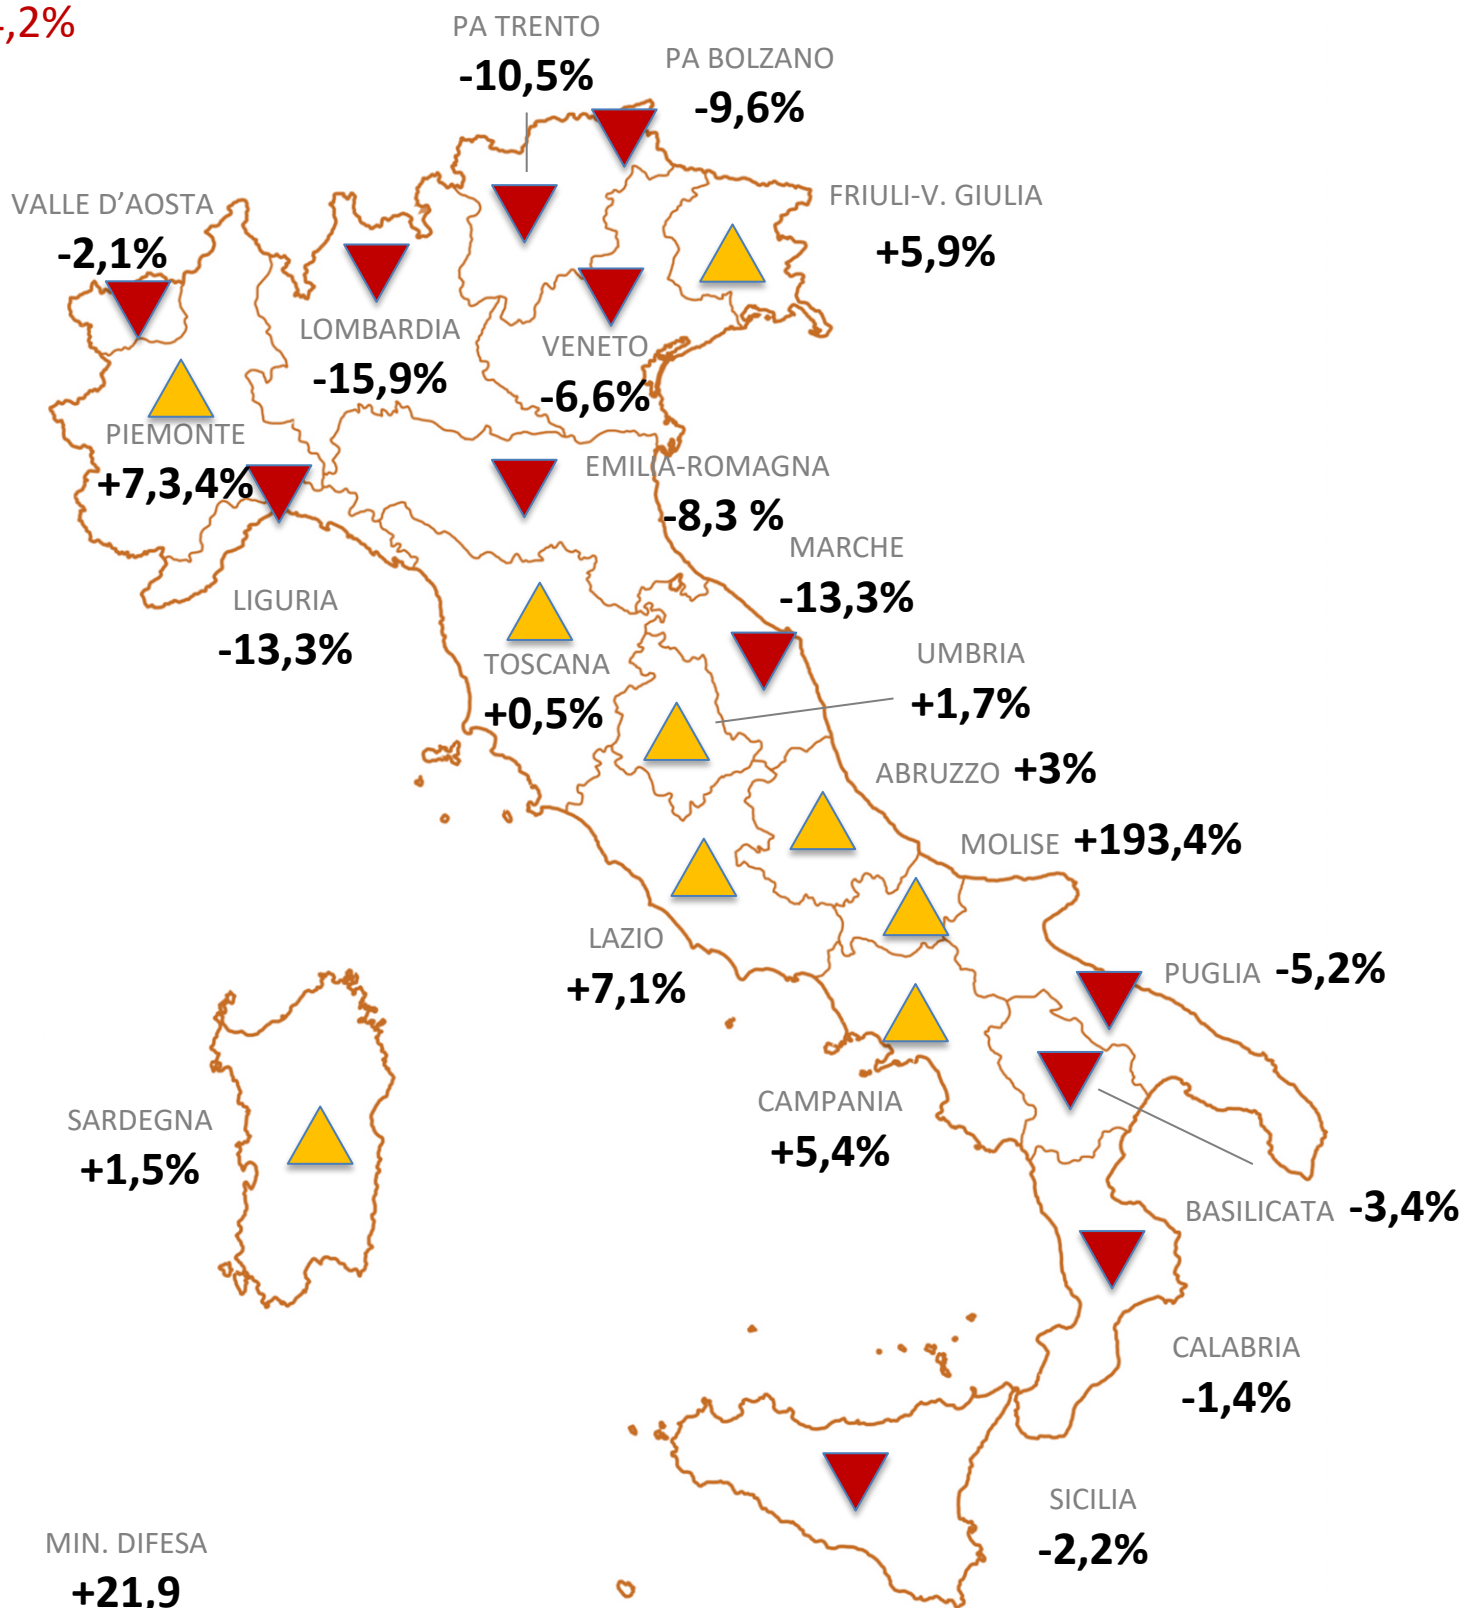 ,2%
PA TRENTO
-10,5%
PA BOLZANO
-9,6%
VALLE D’AOSTA
-2,1%
FRIULI-V. GIULIA
+5,9%
LOMBARDIA
-15,9%
VENETO
-6,6%
PIEMONTE
+7,3,4%
EMILIA-ROMAGNA
-8,3 %
MARCHE
-13,3%
LIGURIA
-13,3%
TOSCANA
+0,5%
UMBRIA
+1,7%
ABRUZZO +3%
MOLISE +193,4%
LAZIO
+7,1%
PUGLIA -5,2%
CAMPANIA
+5,4%
SARDEGNA
+1,5%
BASILICATA -3,4%
CALABRIA
-1,4%
SICILIA
-2,2%
MIN. DIFESA
+21,9